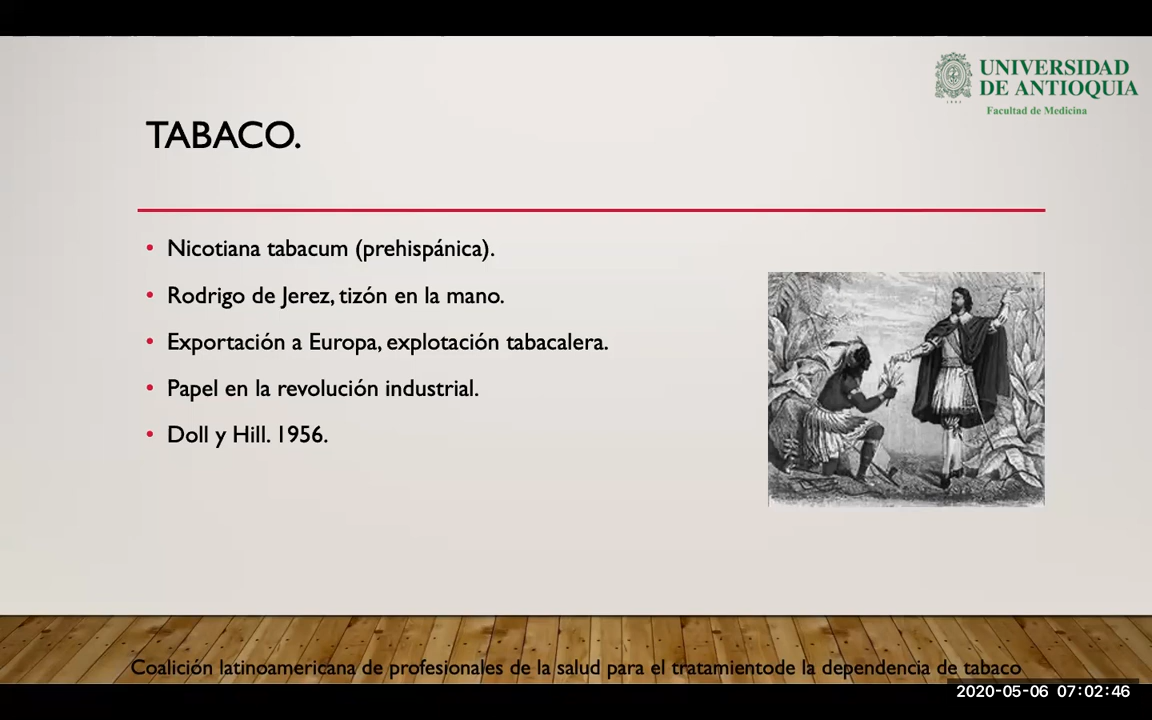 UNIVERSIDAD
DE ANTIOQUIA
1803
Facultad de Medicina
TABACO.
• Nicotiana tabacum (prehispánica).
• Rodrigo de Jerez, tizón en la mano.
• Exportación a Europa, explotación tabacalera.
• Papel en la revolución industrial.
• Doll y Hill. 1956.
Coalición latinoamericana de profesionales de la salud para el tratamientode la dependencia de tabaco
2020-05-06 07:02:46